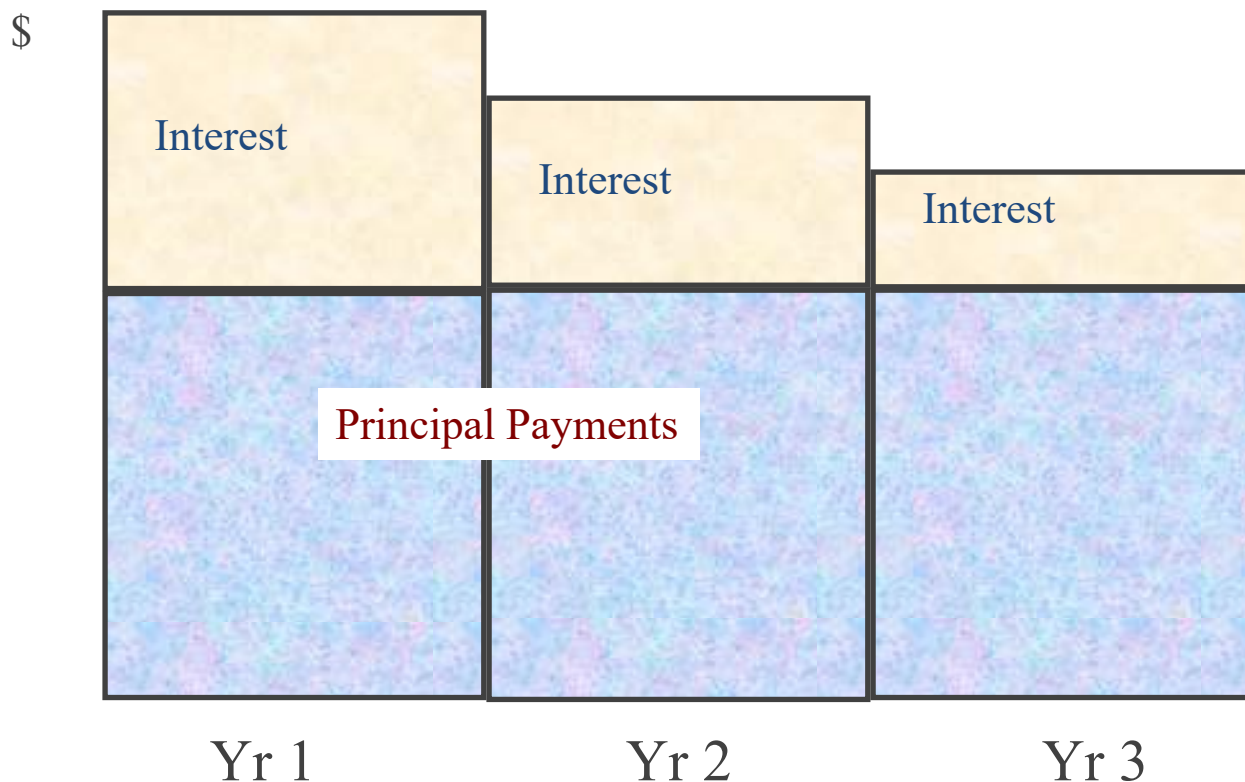 $
Interest
Interest
Interest
Principal Payments
Yr 1 Yr 2 Yr 3